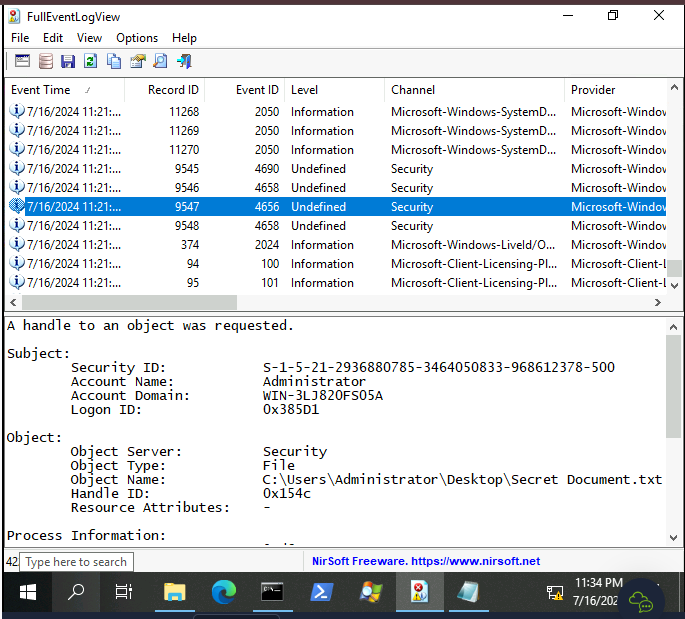 FullEventLogView
File Edit View Options Help
Event Time / Record ID Event ID Level Channel Provider
7/16/2024 11:21:... 11268 2050 Information Microsoft-Windows-SystemD... Microsoft-Window
7/16/2024 11:21:... 11269 2050 Information Microsoft-Windows-SystemD... Microsoft-Window
7/16/2024 11:21:... 11270 2050 Information Microsoft-Windows-SystemD... Microsoft-Window
7/16/2024 11:21:... 9545 4690 Undefined Security Microsoft-Window
7/16/2024 11:21:... 9546 4658 Undefined Security Microsoft-Window
7/16/2024 11:21:... 9547 4656 Undefined Security Microsoft-Window
7/16/2024 11:21:... 9548 4658 Undefined Security Microsoft-Window
7/16/2024 11:21:... 374 2024 Information Microsoft-Windows-LiveId/O... Microsoft-Window
7/16/2024 11:21:... 94 100 Information Microsoft-Client-Licensing-Pl... Microsoft-Client-L
7/16/2024 11:21:... 95 101 Information Microsoft-Client-Licensing-Pl... Microsoft-Client-L
A handle to an object was requested.
Subject:
Security ID: S-1-5-21-2936880785-3464050833-968612378-500
Account Name: Administrator
Account Domain: WIN-3LJ820FS05A
Logon ID: 0x385D1
Object:
Object Server: Security
Object Type: File
Object Name: C:\Users\Administrator\Desktop\Secret Document.txt
Handle ID: 0x154c
Resource Attributes: -
Process Information:
42 Type here to search NirSoft Freeware. https://www.nirsoft.net
11:34 PM
7/16/202